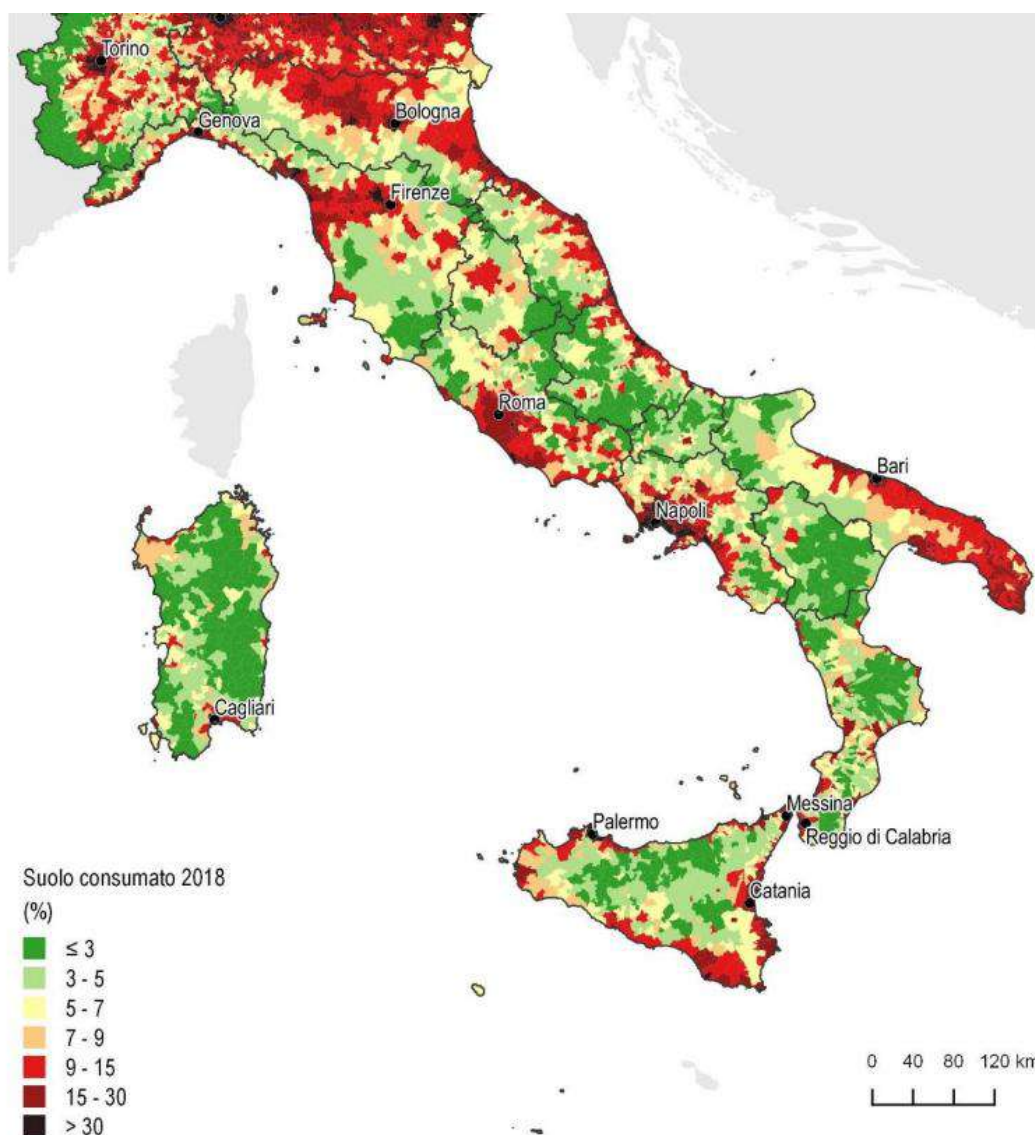 Torino
Genova
Bologna
Firenze
Roma
Napoli
Bari
Cagliari
Messina
Palermo
Reggio di Calabria
Catania
Suolo consumato 2018
(%)
≤ 3
3 - 5
5 - 7
7 - 9
9 - 15
15 - 30
> 30
0 40 80 120 km